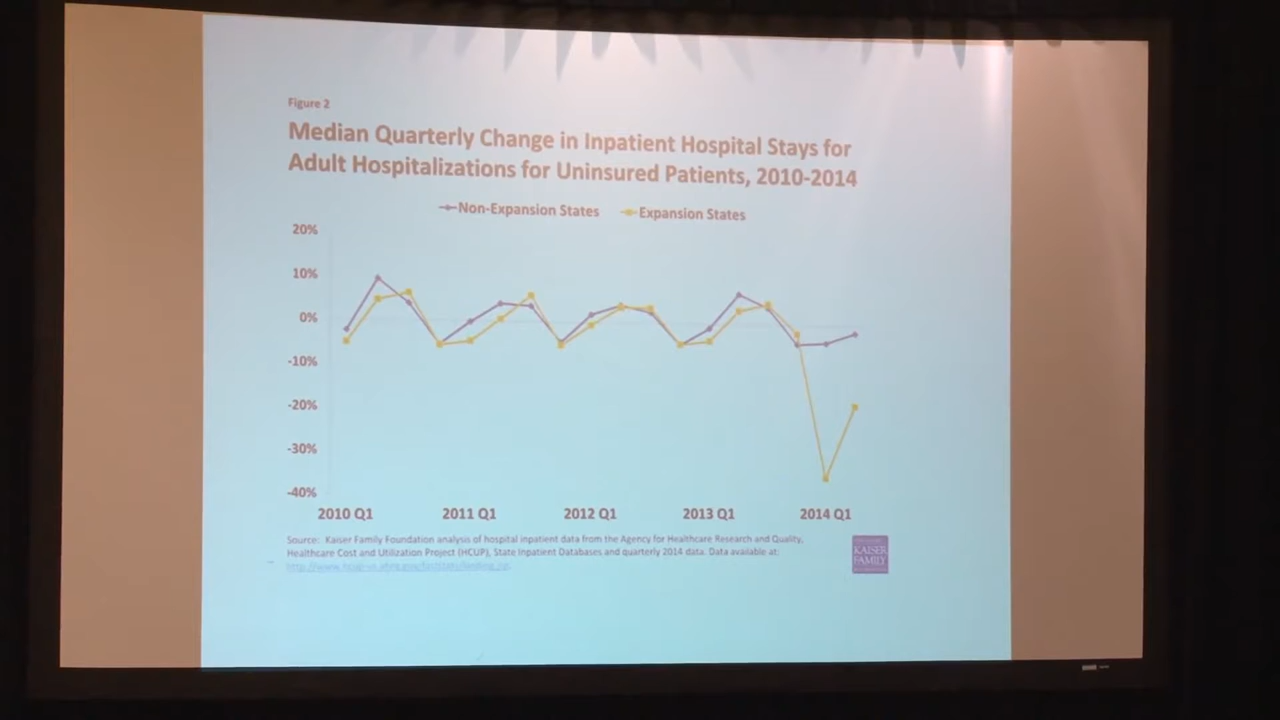 Figure 2
Median Quarterly Change in Inpatient Hospital Stays for
Adult Hospitalizations for Uninsured Patients, 2010-2014
Non-Expansion States Expansion States
20%
10%
0%
-10%
-20%
-30%
-40%
2010 Q1 2011 Q1 2012 Q1 2013 Q1 2014 Q1
Source: Kaiser Family Foundation analysis of hospital inpatient data from the Agency for Healthcare Research and Quality,
Healthcare Cost and Utilization Project (HCUP), State Inpatient Databases and quarterly 2014 data. Data available at:
KAISER
FAMILY